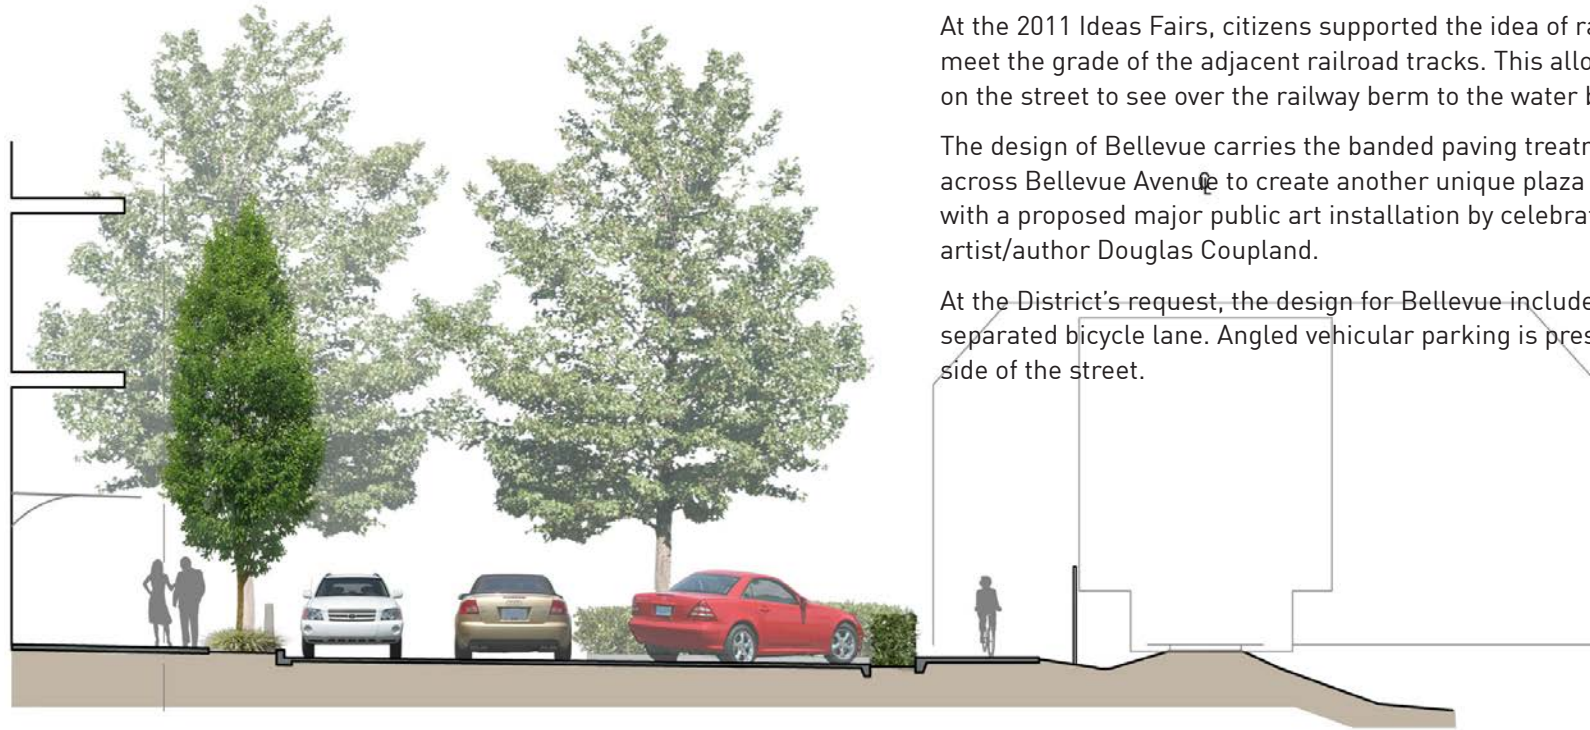 At the 2011 Ideas Fairs, citizens supported the idea of ra
meet the grade of the adjacent railroad tracks. This allo
on the street to see over the railway berm to the water b
The design of Bellevue carries the banded paving treatm
across Bellevue Avenue to create another unique plaza
with a proposed major public art installation by celebrat
artist/author Douglas Coupland.
At the District's request, the design for Bellevue include
separated bicycle lane. Angled vehicular parking is pres
side of the street.